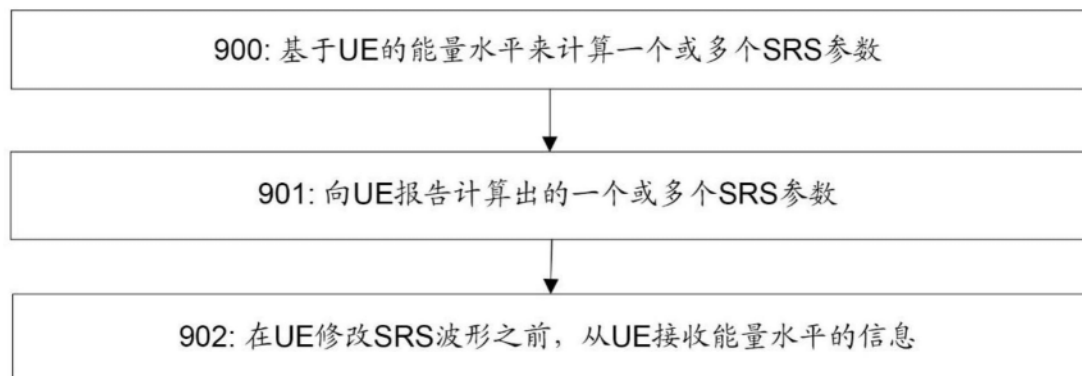 900: 基于UE的能量水平来计算一个或多个SRS参数
901: 向UE报告计算出的一个或多个SRS参数
902: 在UE修改SRS波形之前，从UE接收能量水平的信息